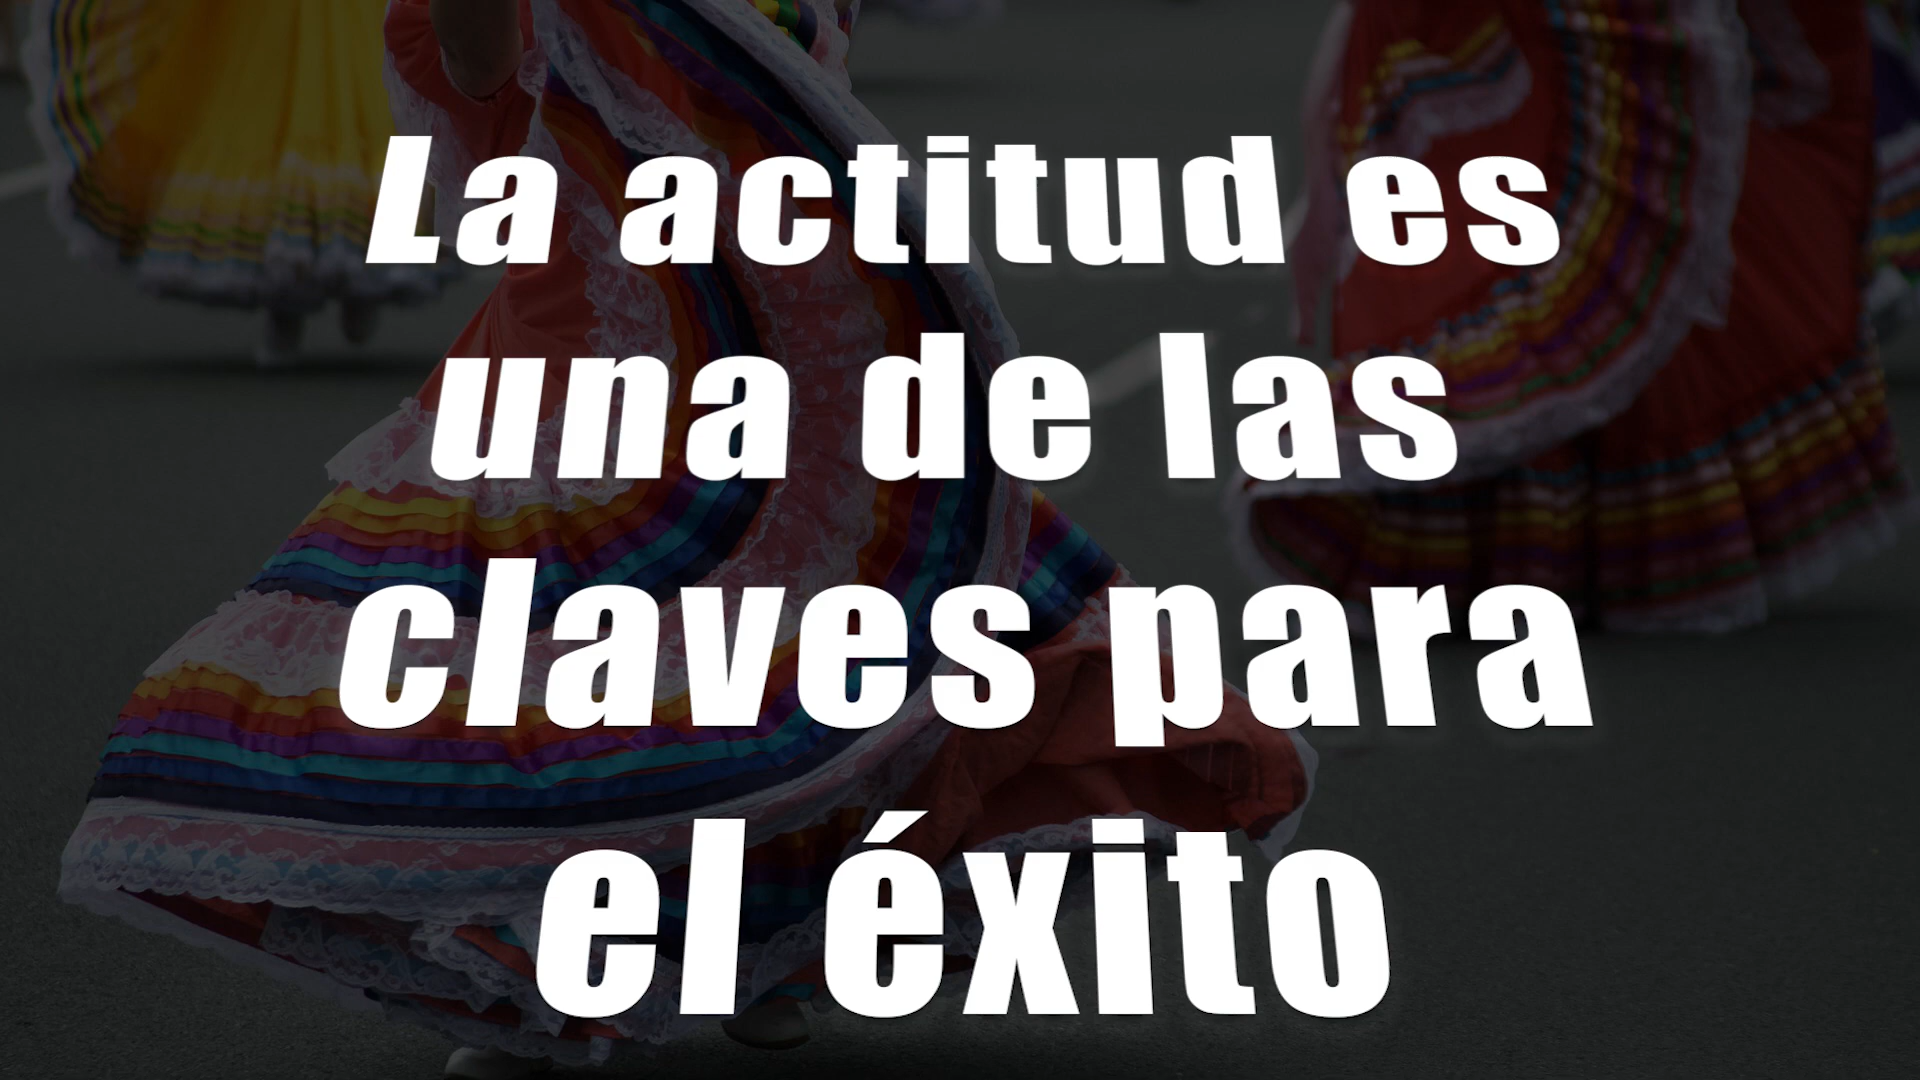 La actitud es
una de las
claves para
el éxito